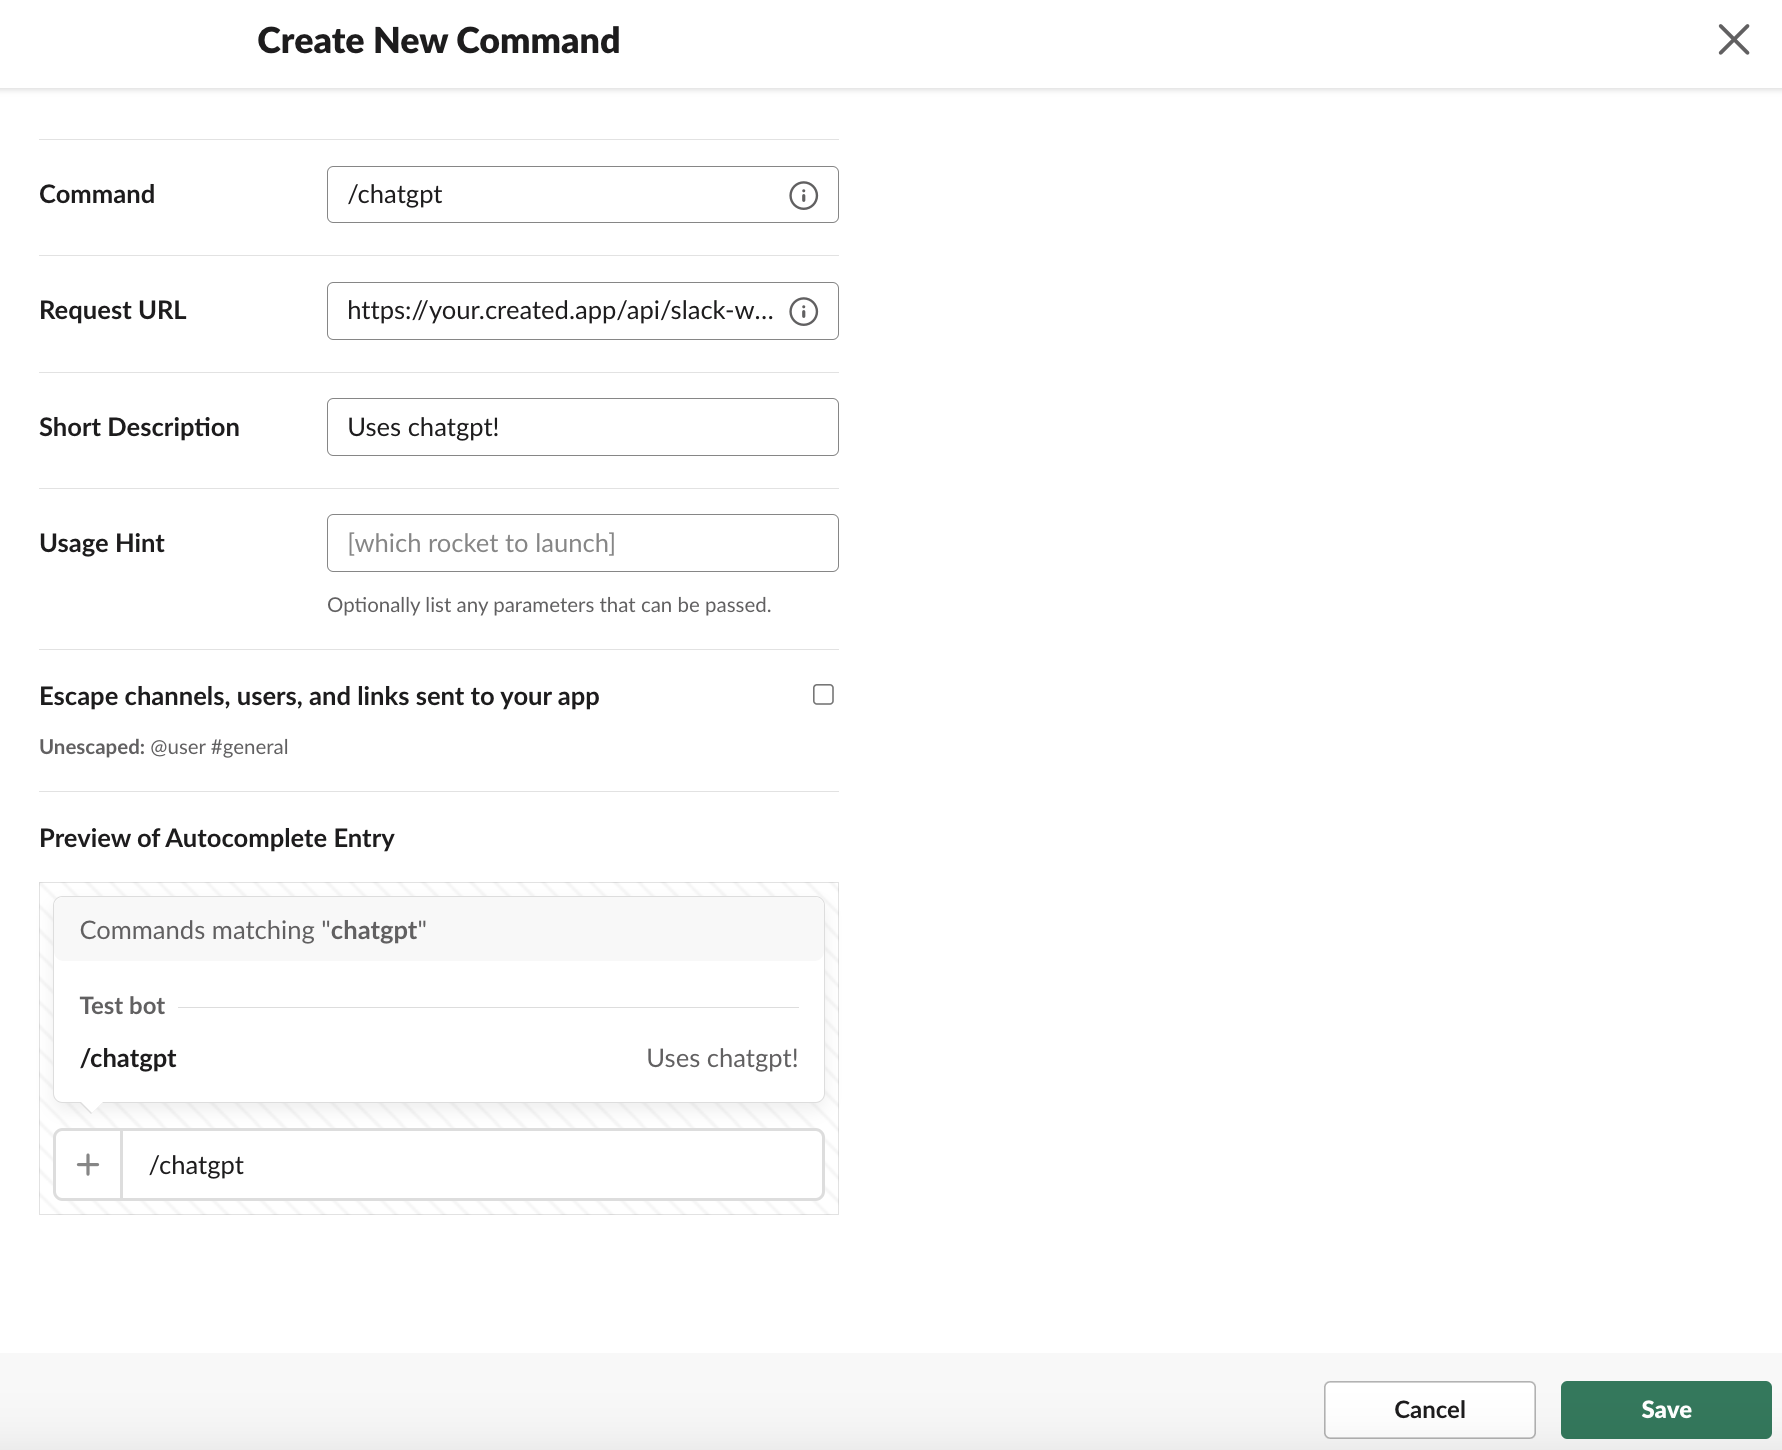 Create New Command
Command
/chatgpt
Request URL
https://your.created.app/api/slack-w...
Short Description
Uses chatgpt!
Usage Hint
[which rocket to launch]
Optionally list any parameters that can be passed.
Escape channels, users, and links sent to your app
Unescaped: @user #general
Preview of Autocomplete Entry
Commands matching "chatgpt"
Test bot
/chatgpt Uses chatgpt!
/chatgpt
Cancel Save